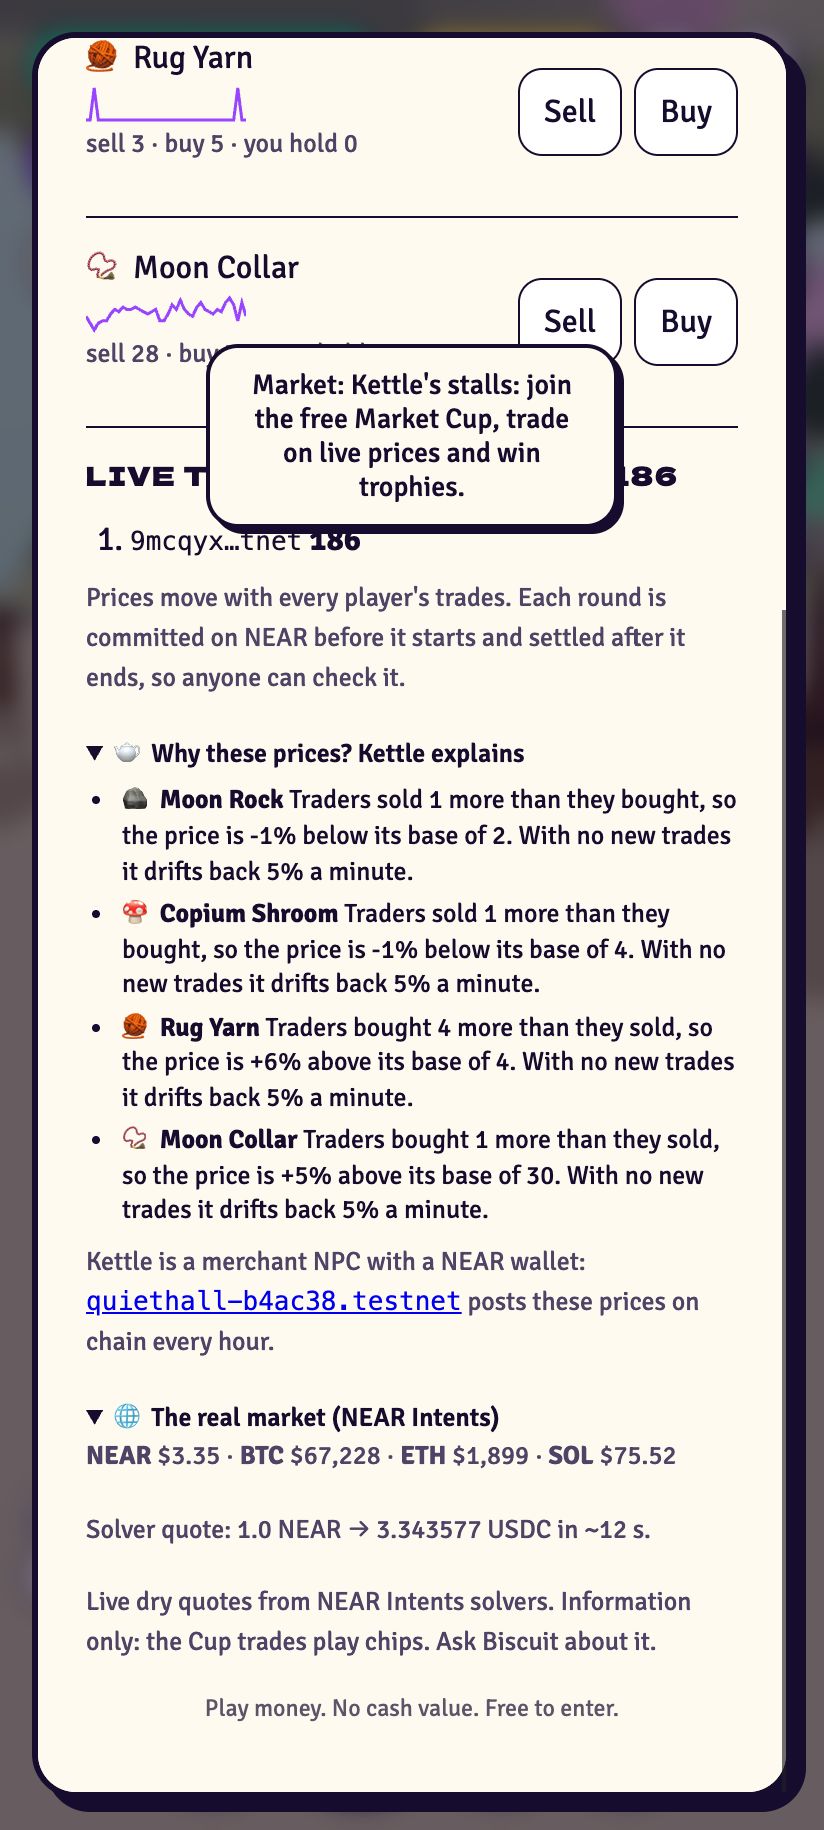 Rug Yarn
sell 3 · buy 5 · you hold 0
Sell
Buy
Moon Collar
sell 28 · buy
Sell
Buy
Market: Kettle's stalls: join
the free Market Cup, trade
on live prices and win
trophies.
LIVE T
186
1. 9mcqyx…tnet 186
Prices move with every player's trades. Each round is
committed on NEAR before it starts and settled after it
ends, so anyone can check it.
▼ Why these prices? Kettle explains
• Moon Rock Traders sold 1 more than they bought, so
the price is -1% below its base of 2. With no new trades
it drifts back 5% a minute.
• Copium Shroom Traders sold 1 more than they
bought, so the price is -1% below its base of 4. With no
new trades it drifts back 5% a minute.
• Rug Yarn Traders bought 4 more than they sold, so
the price is +6% above its base of 4. With no new trades
it drifts back 5% a minute.
• Moon Collar Traders bought 1 more than they sold,
so the price is +5% above its base of 30. With no new
trades it drifts back 5% a minute.
Kettle is a merchant NPC with a NEAR wallet:
quiethall-b4ac38.testnet posts these prices on
chain every hour.
▼ The real market (NEAR Intents)
NEAR $3.35 · BTC $67,228 · ETH $1,899 · SOL $75.52
Solver quote: 1.0 NEAR → 3.343577 USDC in ~12 s.
Live dry quotes from NEAR Intents solvers. Information
only: the Cup trades play chips. Ask Biscuit about it.
Play money. No cash value. Free to enter.